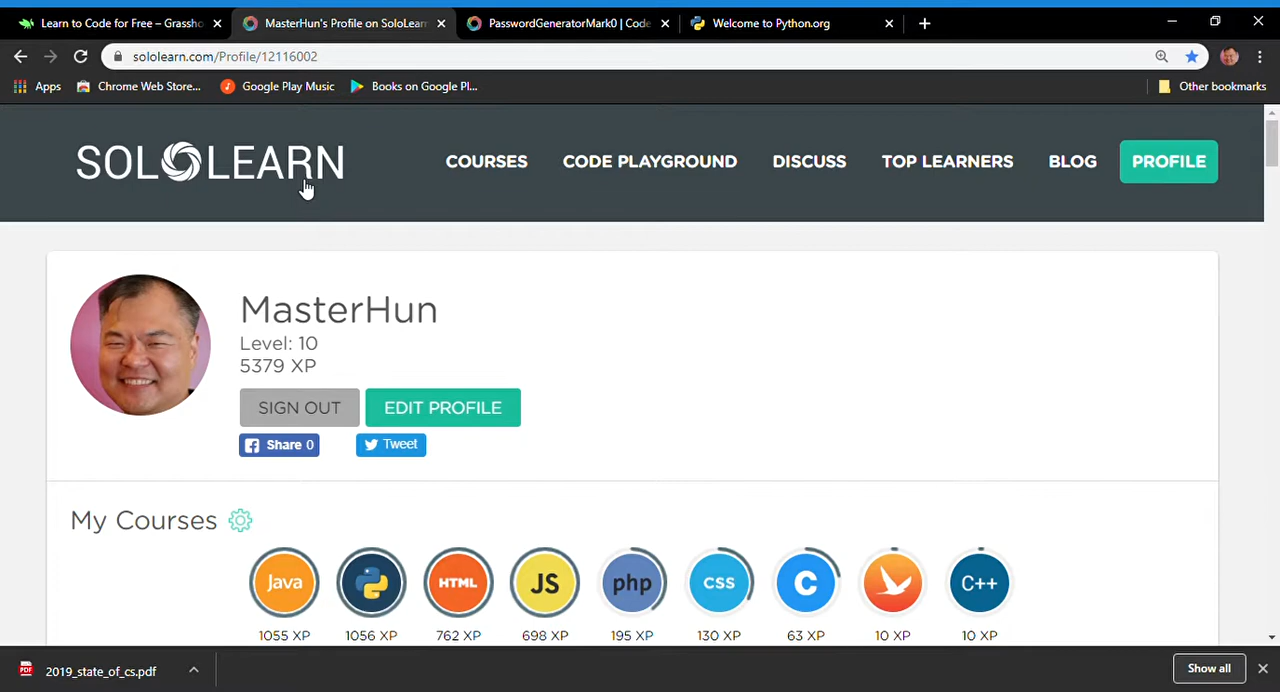 Learn to Code for Free – Grassho
MasterHun's Profile on SoloLearn
PasswordGeneratorMark0 | Code
Welcome to Python.org
sololearn.com/Profile/12116002
Apps
Chrome Web Store...
Google Play Music
Books on Google Pl...
Other bookmarks
SOLOLEARN
COURSES
CODE PLAYGROUND
DISCUSS
TOP LEARNERS
BLOG
PROFILE
MasterHun
Level: 10
5379 XP
SIGN OUT
EDIT PROFILE
Share 0
Tweet
My Courses
Java
HTML
JS
php
CSS
C
C++
1055 XP
1056 XP
762 XP
698 XP
195 XP
130 XP
63 XP
10 XP
10 XP
PDF
2019_state_of_cs.pdf
Show all